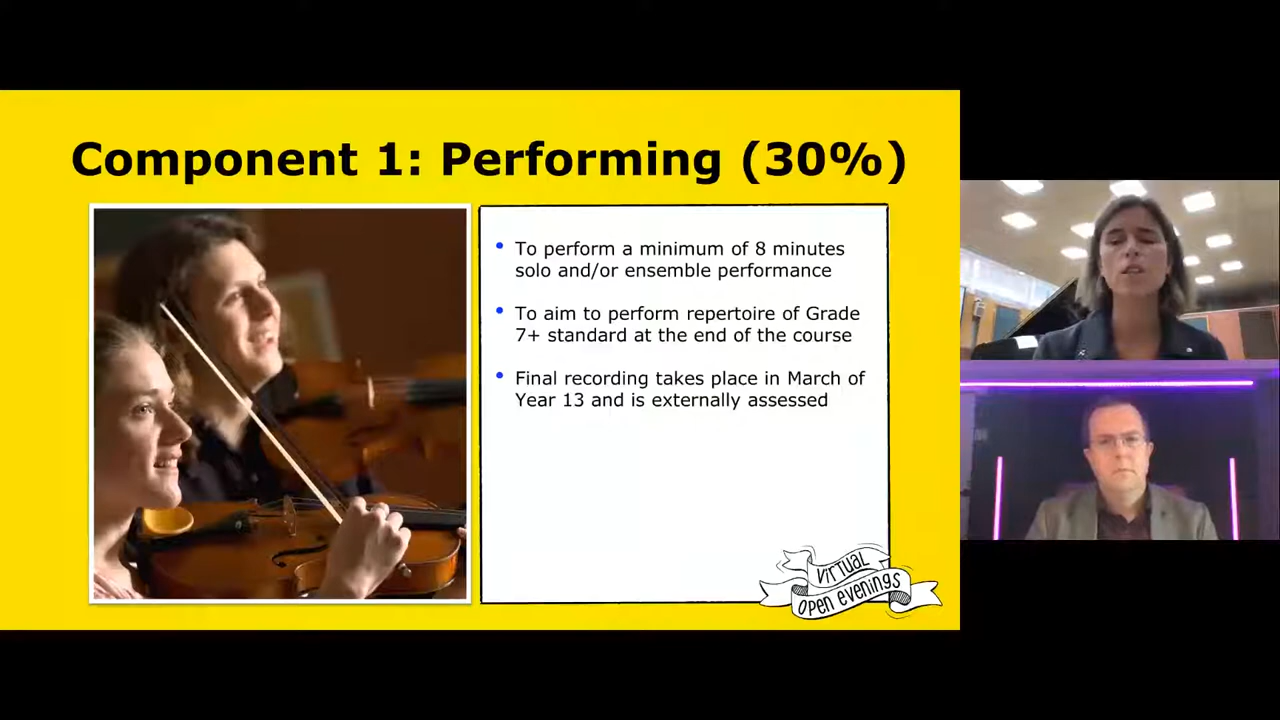 Component 1: Performing (30%)
• To perform a minimum of 8 minutes
solo and/or ensemble performance
• To aim to perform repertoire of Grade
7+ standard at the end of the course
• Final recording takes place in March of
Year 13 and is externally assessed
VIRTUAL
OPEN EVENINGS